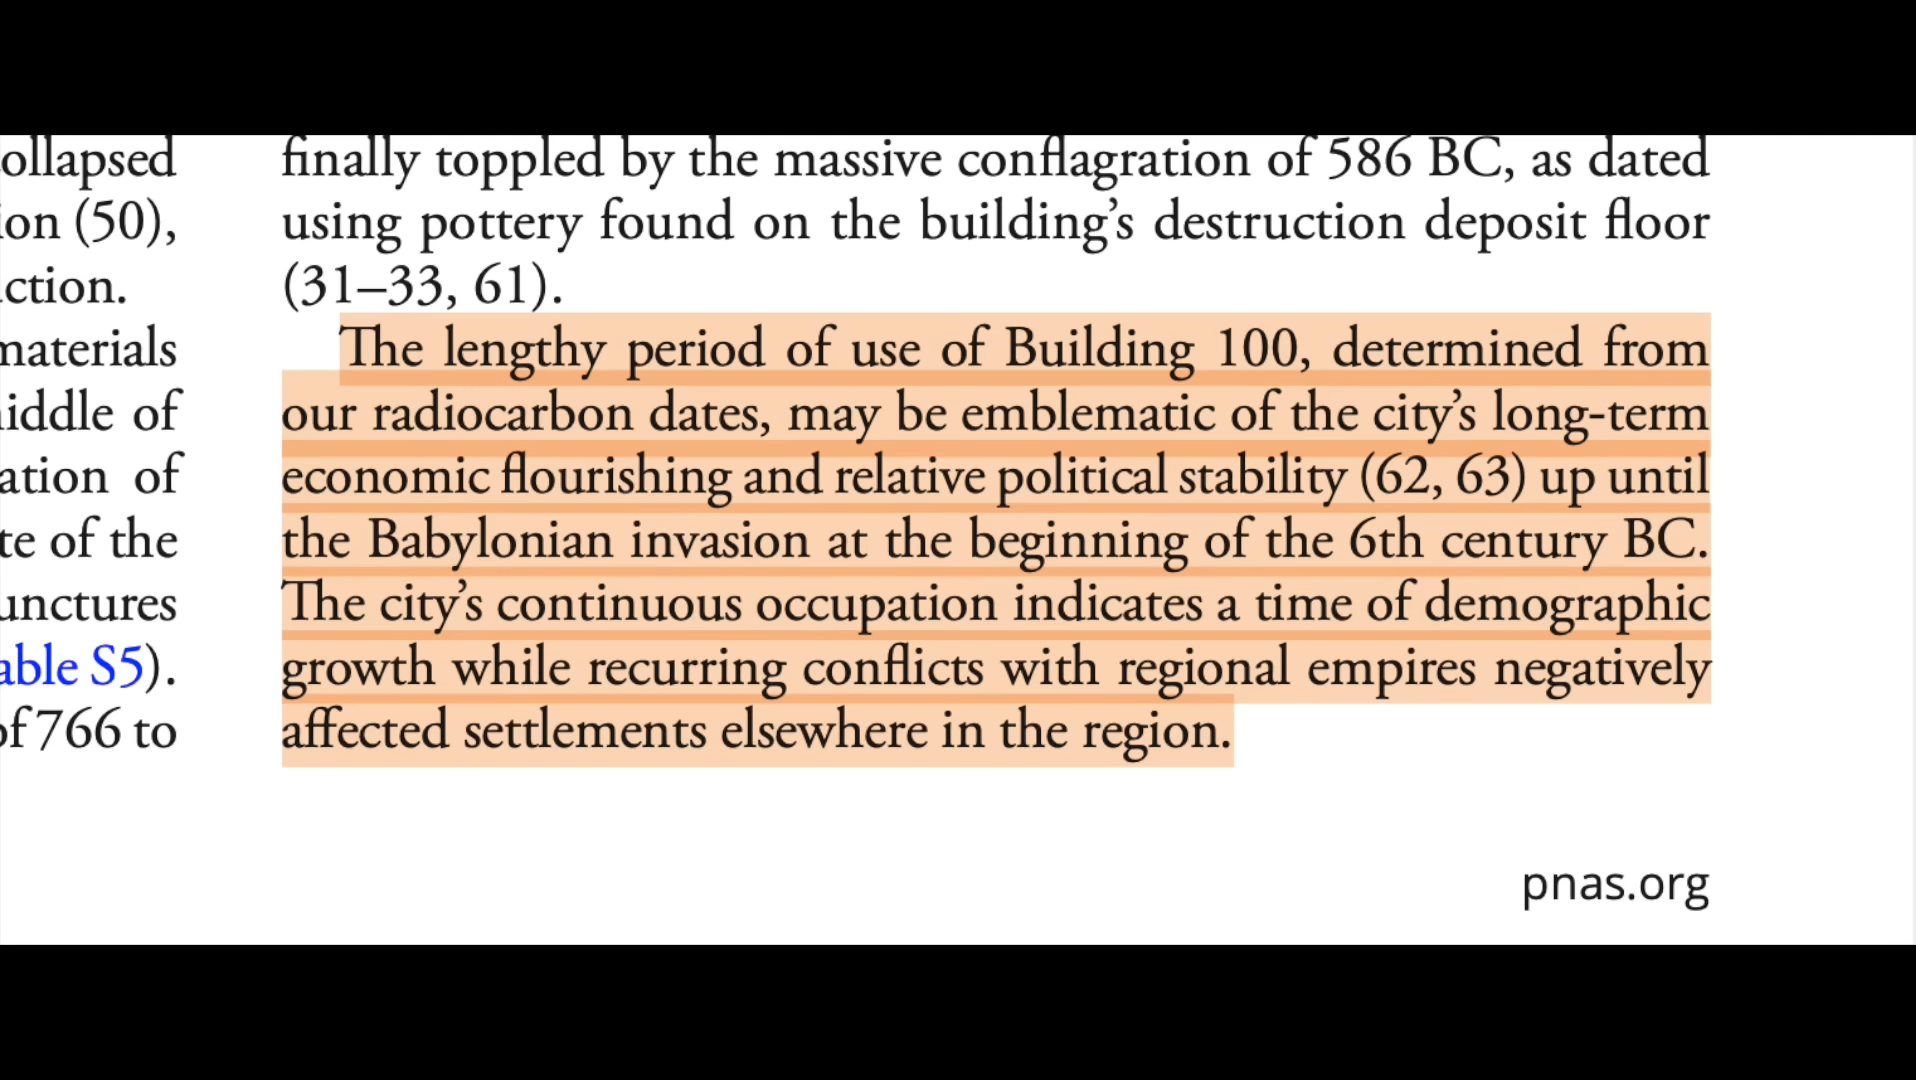 ollapsed
ion (50),
ction.
materials
iddle of
ation of
te of the
unctures
able S5).
of 766 to
finally toppled by the massive conflagration of 586 BC, as dated
using pottery found on the building's destruction deposit floor
(31–33, 61).
The lengthy period of use of Building 100, determined from
our radiocarbon dates, may be emblematic of the city's long-term
economic flourishing and relative political stability (62, 63) up until
the Babylonian invasion at the beginning of the 6th century BC.
The city's continuous occupation indicates a time of demographic
growth while recurring conflicts with regional empires negatively
affected settlements elsewhere in the region.
pnas.org